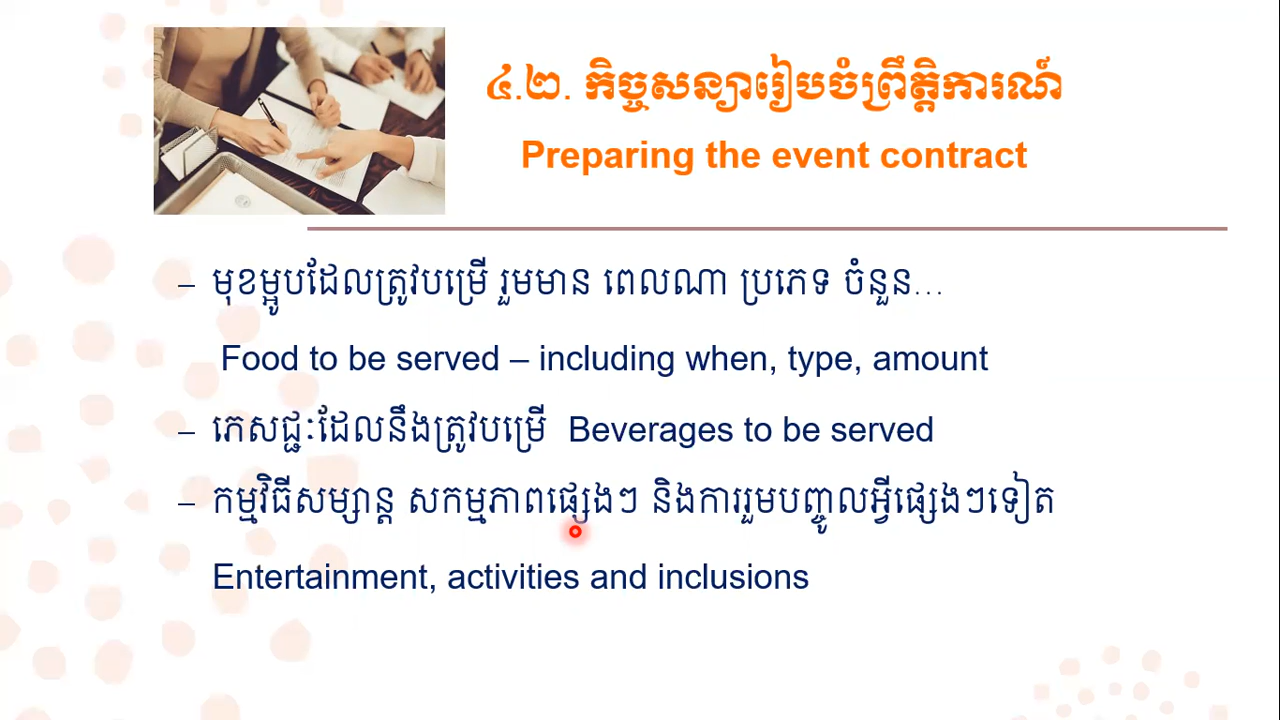 ៤.២. កិច្ចសន្យារៀបចំព្រឹត្តិការណ៍
Preparing the event contract
– មុខម្ហូបដែលត្រូវបម្រើ រួមមាន ពេលណា ប្រភេទ ចំនួន...
Food to be served – including when, type, amount
– ភេសជ្ជៈដែលនឹងត្រូវបម្រើ Beverages to be served
– កម្មវិធីសម្សាន្ត សកម្មភាពផ្សេងៗ និងការរួមបញ្ចូលអ្វីផ្សេងៗទៀត
Entertainment, activities and inclusions